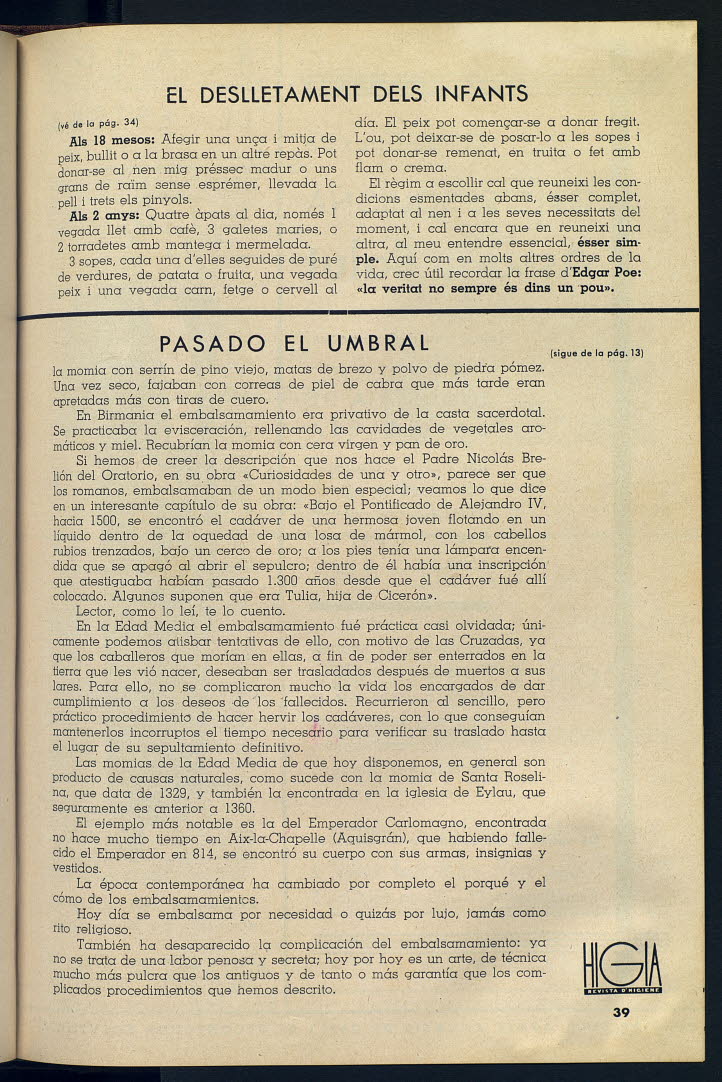 EL DESLLETAMENT DELS INFANTS
(vé de la pág. 34)
Als 18 mesos: Afegir una unça i mitja de
peix, bullit o a la brasa en un altre repàs. Pot
donar-se al nen mig préssec madur o uns
grans de raïm sense esprémer, llevada la
pell i trets els pinyols.
Als 2 anys: Quatre àpats al dia, només 1
vegada llet amb cafè, 3 galetes maries, o
2 torradetes amb mantega i mermelada.
3 sopes, cada una d'elles seguides de puré
de verdures, de patata o fruita, una vegada
peix i una vegada carn, fetge o cervell al
día. El peix pot començar-se a donar fregit.
L'ou, pot deixar-se de posar-lo a les sopes i
pot donar-se remenat, en truita o fet amb
flam o crema.
El règim a escollir cal que reuneixi les con-
dicions esmentades abans, ésser complet,
adaptat al nen i a les seves necessitats del
moment, i cal encara que en reuneixi una
altra, al meu entendre essencial, ésser sim-
ple. Aquí com en molts altres ordres de la
vida, crec útil recordar la frase d'Edgar Poe:
«la veritat no sempre és dins un pou».
PASADO EL UMBRAL
(sigue de la pág. 13)
la momia con serrín de pino viejo, matas de brezo y polvo de piedra pómez.
Una vez seco, fajaban con correas de piel de cabra que más tarde eran
apretadas más con tiras de cuero.
En Birmania el embalsamamiento era privativo de la casta sacerdotal.
Se practicaba la evisceración, rellenando las cavidades de vegetales aro-
máticos y miel. Recubrían la momia con cera virgen y pan de oro.
Si hemos de creer la descripción que nos hace el Padre Nicolás Bre-
lión del Oratorio, en su obra «Curiosidades de una y otro», parece ser que
los romanos, embalsamaban de un modo bien especial; veamos lo que dice
en un interesante capítulo de su obra: «Bajo el Pontificado de Alejandro IV,
hacia 1500, se encontró el cadáver de una hermosa joven flotando en un
líquido dentro de la oquedad de una losa de mármol, con los cabellos
rubios trenzados, bajo un cerco de oro; a los pies tenía una lámpara encen-
dida que se apagó al abrir el sepulcro; dentro de él había una inscripción
que atestiguaba habían pasado 1.300 años desde que el cadáver fué allí
colocado. Algunos suponen que era Tulia, hija de Cicerón».
Lector, como lo leí, te lo cuento.
En la Edad Media el embalsamamiento fué práctica casi olvidada; úni-
camente podemos atisbar tentativas de ello, con motivo de las Cruzadas, ya
que los caballeros que morían en ellas, a fin de poder ser enterrados en la
tierra que les vió nacer, deseaban ser trasladados después de muertos a sus
lares. Para ello, no se complicaron mucho la vida los encargados de dar
cumplimiento a los deseos de los fallecidos. Recurrieron al sencillo, pero
práctico procedimiento de hacer hervir los cadáveres, con lo que conseguían
mantenerlos incorruptos el tiempo necesario para verificar su traslado hasta
el lugar de su sepultamiento definitivo.
Las momias de la Edad Media de que hoy disponemos, en general son
producto de causas naturales, como sucede con la momia de Santa Roseli-
na, que data de 1329, y también la encontrada en la iglesia de Eylau, que
seguramente es anterior a 1360.
El ejemplo más notable es la del Emperador Carlomagno, encontrada
no hace mucho tiempo en Aix-la-Chapelle (Aquisgrán), que habiendo falle-
cido el Emperador en 814, se encontró su cuerpo con sus armas, insignias y
vestidos.
La época contemporánea ha cambiado por completo el porqué y el
cómo de los embalsamamientos.
Hoy día se embalsama por necesidad o quizás por lujo, jamás como
rito religioso.
También ha desaparecido la complicación del embalsamamiento: ya
no se trata de una labor penosa y secreta; hoy por hoy es un arte, de técnica
mucho más pulcra que los antiguos y de tanto o más garantía que los com-
plicados procedimientos que hemos descrito.
HIGIA
REVISTA D'HIGIENE
39